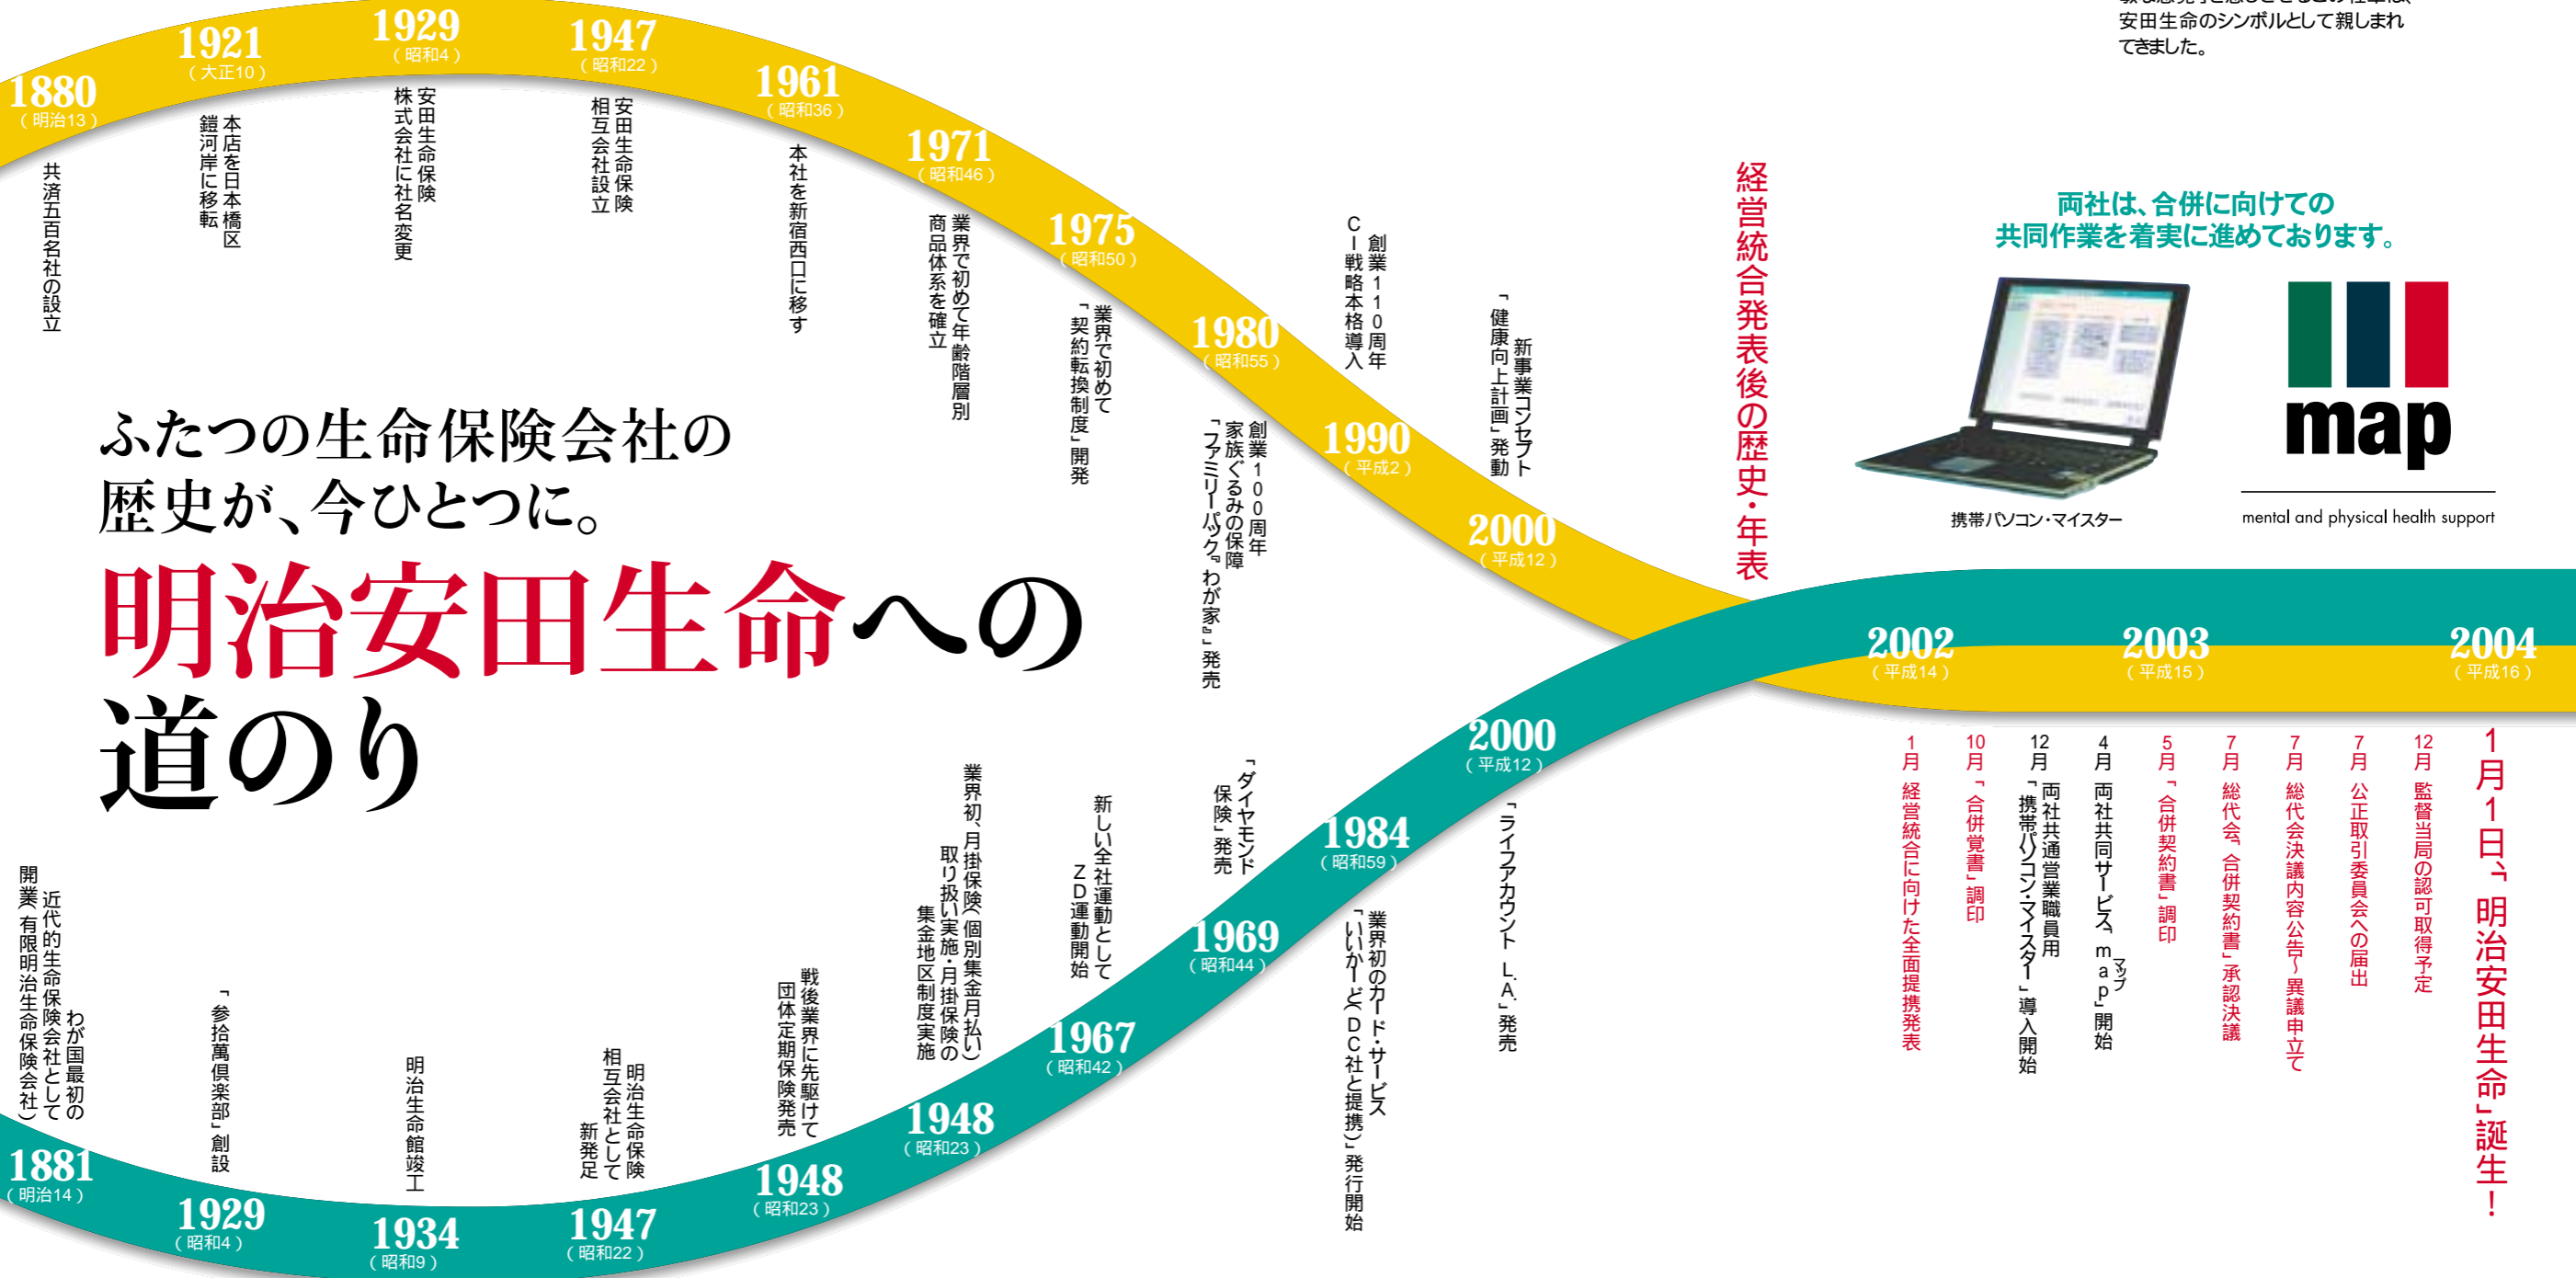 敏な感覚」を感じさせるこの社章は、
安田生命のシンボルとして親しまれ
てきました。
1880
(明治13)
共済五百名社の設立
1921
(大正10)
本店を日本橋区
鎧河岸に移転
1929
(昭和4)
安田生命保険
株式会社に社名変更
1947
(昭和22)
安田生命保険
相互会社設立
1961
(昭和36)
本社を新宿西口に移す
1971
(昭和46)
業界で初めて年齢階層別
商品体系を確立
1975
(昭和50)
業界で初めて
「契約転換制度」開発
1980
(昭和55)
創業100周年
家族ぐるみの保障
「ファミリーパック『わが家』」発売
1990
(平成2)
創業110周年
CI戦略本格導入
2000
(平成12)
新事業コンセプト
「健康向上計画」発動
ふたつの生命保険会社の
歴史が、今ひとつに。
明治安田生命への
道のり
1881
(明治14)
わが国最初の
近代的生命保険会社として
開業(有限明治生命保険会社)
1929
(昭和4)
「参拾萬倶楽部」創設
1934
(昭和9)
明治生命館竣工
1947
(昭和22)
明治生命保険
相互会社として
新発足
1948
(昭和23)
戦後業界に先駆けて
団体定期保険発売
1948
(昭和23)
業界初、月掛保険(個別集金月払い)
取り扱い実施・月掛保険の
集金地区制度実施
1967
(昭和42)
新しい全社運動として
ZD運動開始
1969
(昭和44)
「ダイヤモンド
保険」発売
1984
(昭和59)
業界初のカード・サービス
「いいかーど(DC社と提携)」発行開始
2000
(平成12)
「ライフアカウント L.A.」発売
経営統合発表後の歴史・年表
両社は、合併に向けての
共同作業を着実に進めております。
携帯パソコン・マイスター
map
mental and physical health support
2002
(平成14)
1月 経営統合に向けた全面提携発表
10月 「合併覚書」調印
12月 両社共通営業職員用
「携帯パソコン・マイスター」導入開始
2003
(平成15)
4月 両社共同サービス「map」開始
マップ
5月 「合併契約書」調印
7月 総代会、「合併契約書」承認決議
7月 総代会決議内容公告〜異議申立て
7月 公正取引委員会への届出
12月 監督当局の認可取得予定
2004
(平成16)
1月1日、「明治安田生命」誕生!